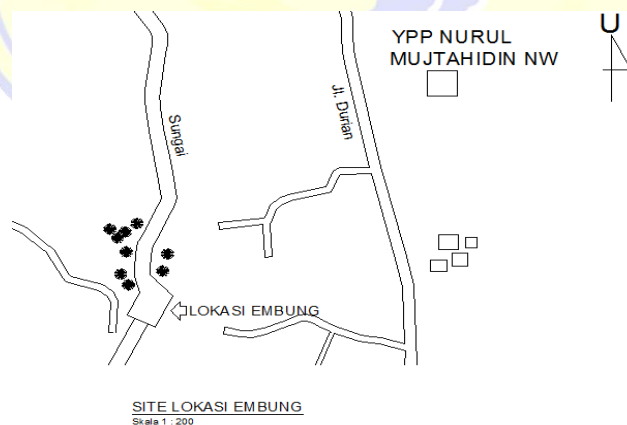 U
YPP NURUL
MUJTAHIDIN NW
Jl. Durian
Sungai
LOKASI EMBUNG
SITE LOKASI EMBUNG
Skala 1 : 200